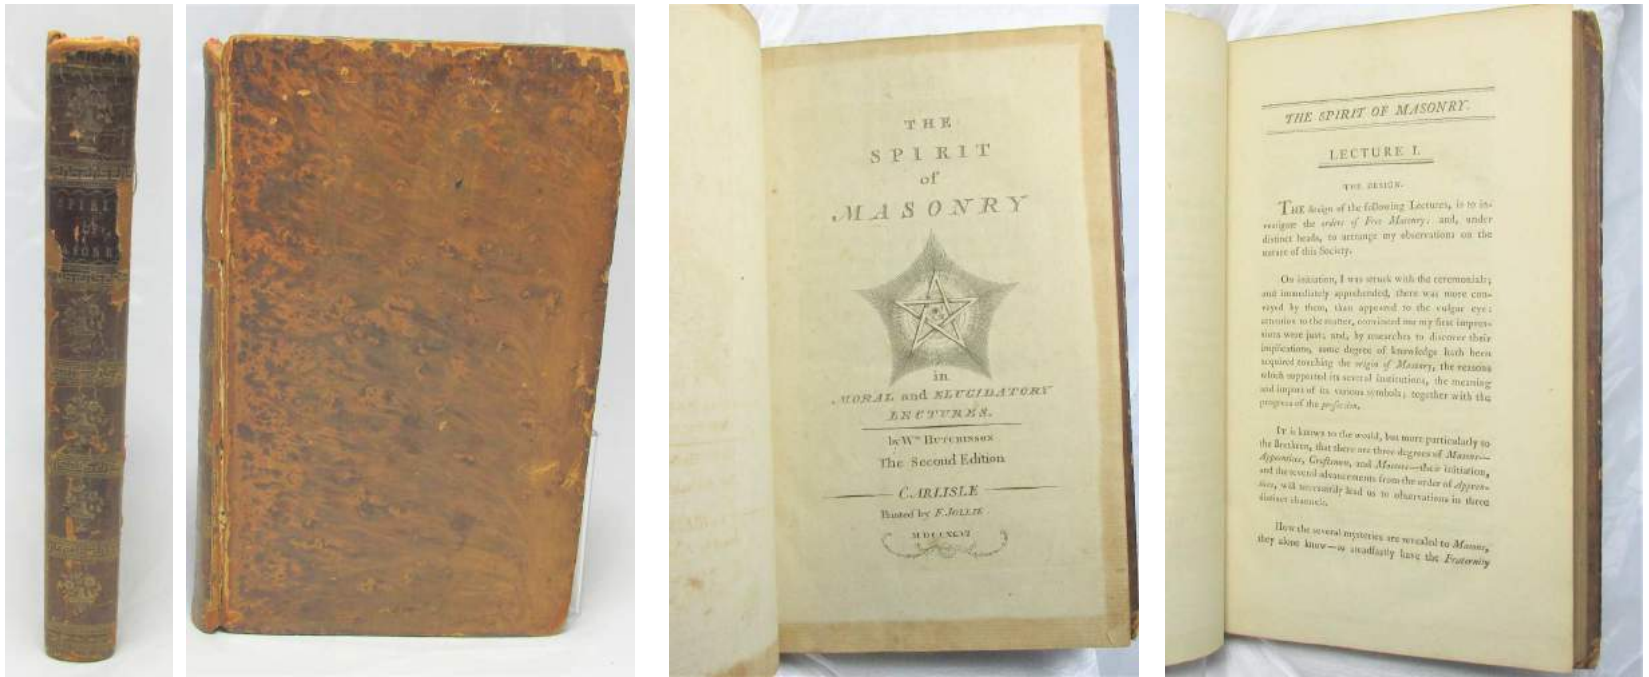 SPIRIT
OF
MASONRY
THE
SPIRIT
of
MASONRY
in
MORAL and ELUCIDATORY
LECTURES.
by Wm HUTCHINSON
The Second Edition
CARLISLE
Printed by F. JOLLIE
MDCCXCVI
THE SPIRIT OF MASONRY.
LECTURE I.
THE DESIGN.
THE design of the following Lectures, is to in-
vestigate the orders of Free Masonry; and, under
distinct heads, to arrange my observations on the
nature of this Society.
On initiation, I was struck with the ceremonials;
and immediately apprehended, there was more con-
veyed by them, than appeared to the vulgar eye:
attention to the matter, convinced me my first impres-
sions were just; and, by researches to discover their
implications, some degree of knowledge hath been
acquired touching the origin of Masonry, the reasons
which supported its several institutions, the meaning
and import of its various symbols; together with the
progress of the profession.
IT is known to the world, but more particularly to
the Brethren, that there are three degrees of Masons—
Apprentices, Craftsmen, and Masters—their initiation,
and the several advancements from the order of Appren-
tices, will necessarily lead us to observations in three
distinct channels.
How the several mysteries are revealed to Masons,
they alone know—so steadfastly have the Fraternity